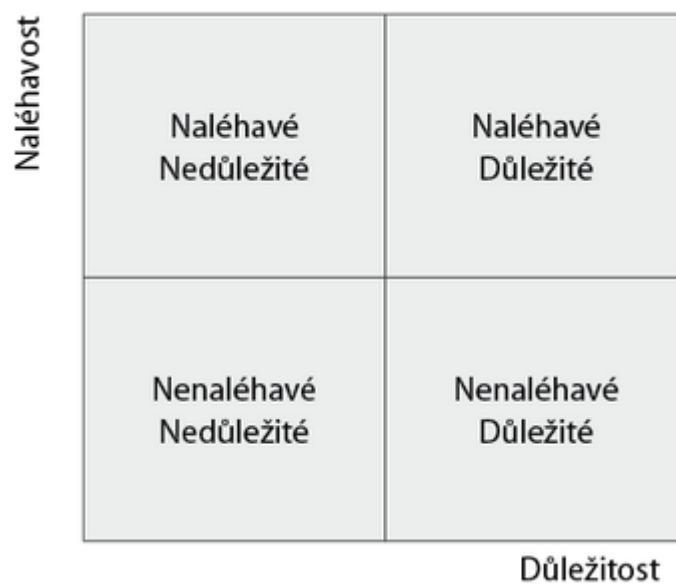 Naléhavost
Naléhavé
Nedůležité
Naléhavé
Důležité
Nenaléhavé
Nedůležité
Nenaléhavé
Důležité
Důležitost